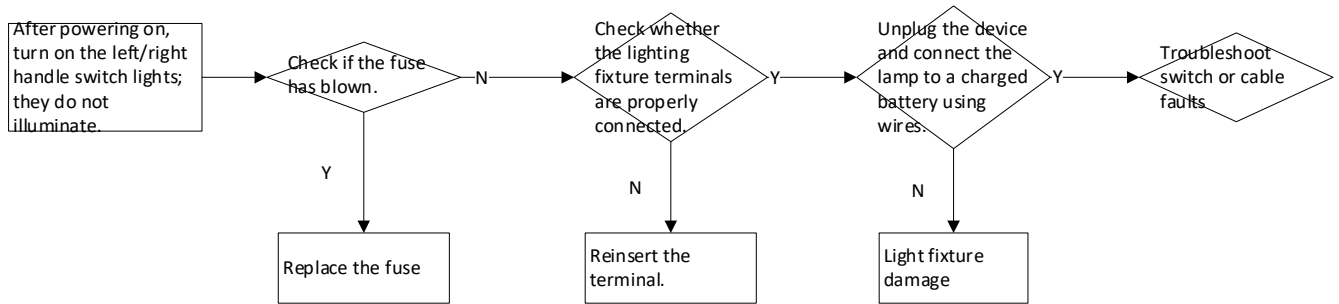 After powering on,
turn on the left/right
handle switch lights;
they do not
illuminate.
Check if the fuse
has blown.
N
Check whether
the lighting
fixture terminals
are properly
connected.
Y
Unplug the device
and connect the
lamp to a charged
battery using
wires.
Y
Troubleshoot
switch or cable
faults
Y
N
N
Replace the fuse
Reinsert the
terminal.
Light fixture
damage